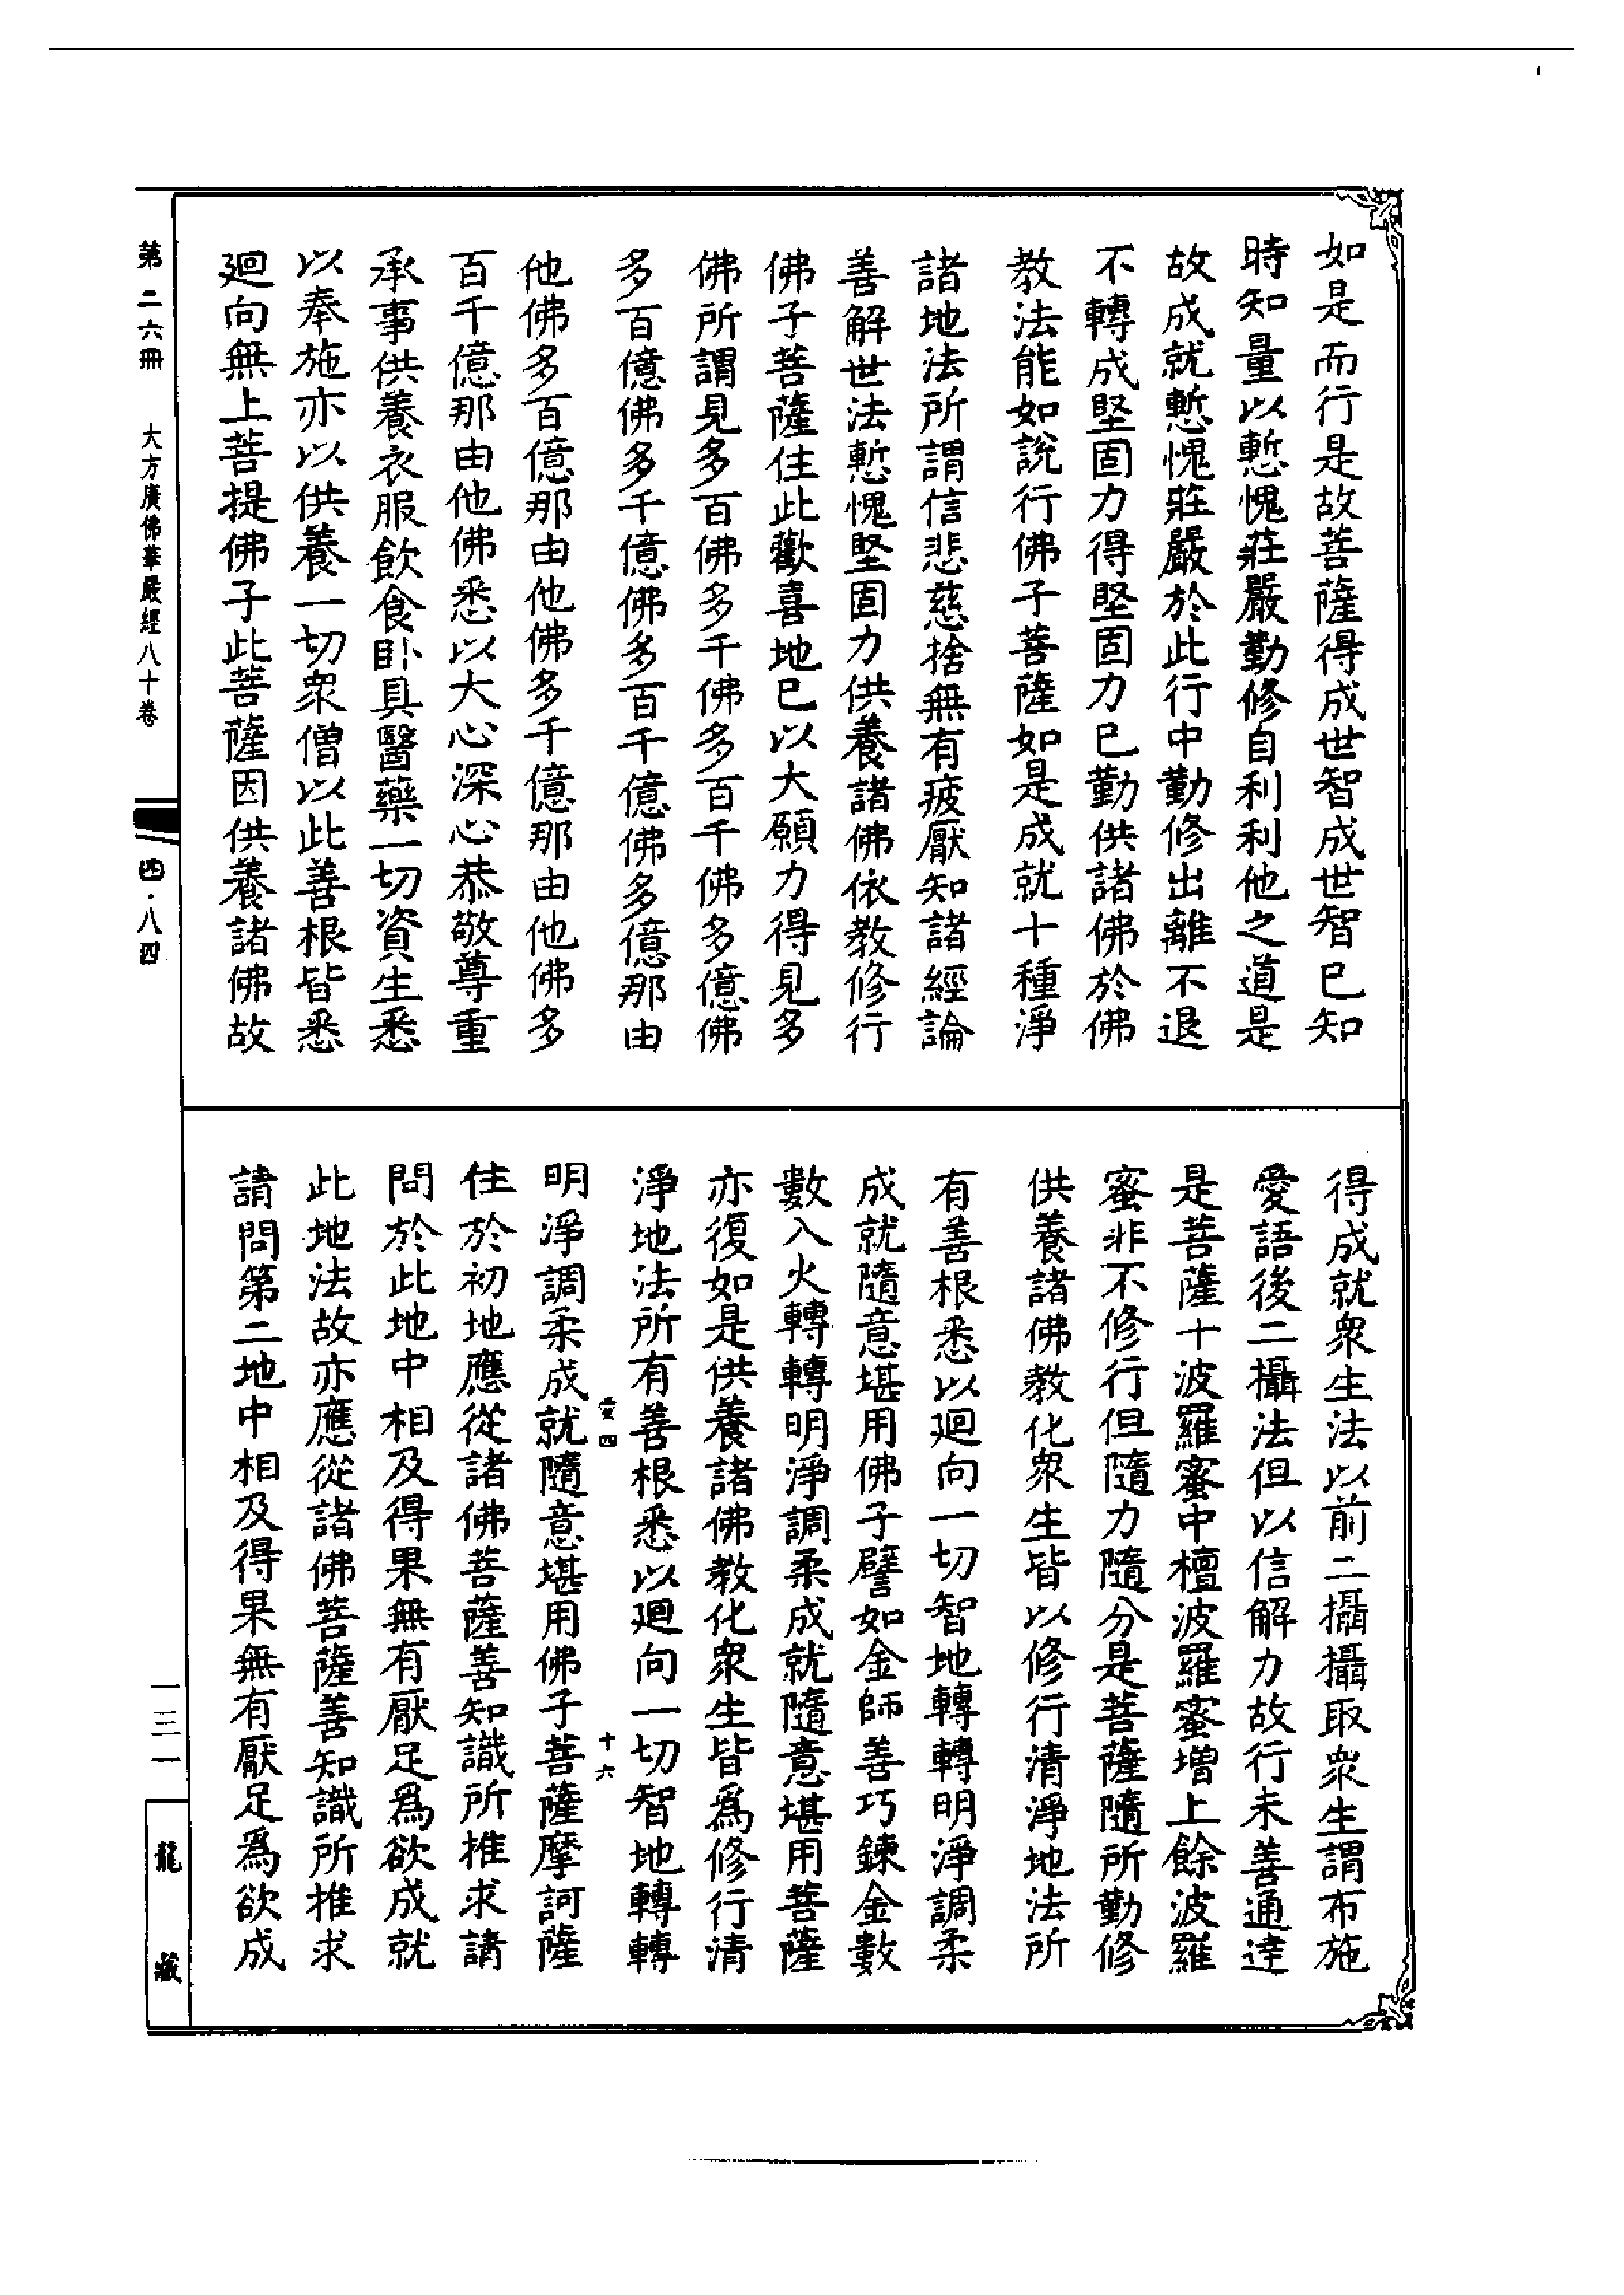 如是而行是故菩薩得成世智成世智已知
時知量以慙愧莊嚴勤修自利利他之道是
故成就慙愧莊嚴於此行中勤修出離不退
不轉成堅固力得堅固力已勤供諸佛於佛
教法能如說行佛子菩薩如是成就十種淨
諸地法所謂信悲慈捨無有疲厭知諸經論
善解世法慙愧堅固力供養諸佛依教修行
佛子菩薩住此歡喜地已以大願力得見多
佛所謂見多百佛多千佛多百千佛多億佛
多百億佛多千億佛多百千億佛多億那由
他佛多百億那由他佛多千億那由他佛多
百千億那由他佛悉以大心深心恭敬尊重
承事供養衣服飲食卧具醫藥一切資生悉
以奉施亦以供養一切眾僧以此善根皆悉
廻向無上菩提佛子此菩薩因供養諸佛故
得成就眾生法以前二攝攝取眾生謂布施
愛語後二攝法但以信解力故行未善通達
是菩薩十波羅蜜中檀波羅蜜增上餘波羅
蜜非不修行但隨力隨分是菩薩隨所勤修
供養諸佛教化眾生皆以修行清淨地法所
有善根悉以廻向一切智地轉轉明淨調柔
成就隨意堪用佛子譬如金師善巧鍊金數
數入火轉轉明淨調柔成就隨意堪用菩薩
亦復如是供養諸佛教化眾生皆為修行清
淨地法所有善根悉以廻向一切智地轉轉
愛四 十六
明淨調柔成就隨意堪用佛子菩薩摩訶薩
住於初地應從諸佛菩薩善知識所推求請
問於此地中相及得果無有厭足為欲成就
此地法故亦應從諸佛菩薩善知識所推求
請問第二地中相及得果無有厭足為欲成
第二六冊 大方廣佛華嚴經八十卷 四·八四
一三一 龍藏